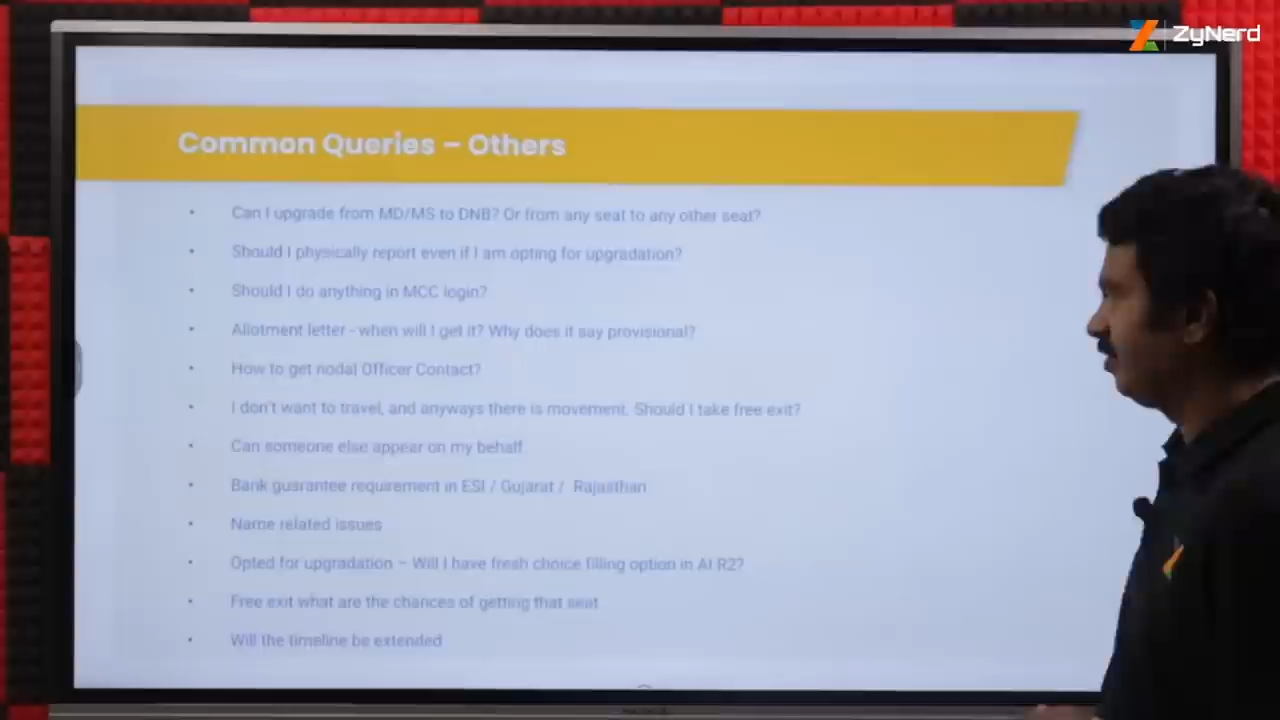 ZyNerd
Common Queries – Others
• Can I upgrade from MD/MS to DNB? Or from any seat to any other seat?
• Should I physically report even if I am opting for upgradation?
• Should I do anything in MCC login?
• Allotment letter - when will I get it? Why does it say provisional?
• How to get nodal Officer Contact?
• I don't want to travel, and anyways there is movement. Should I take free exit?
• Can someone else appear on my behalf.
• Bank guarantee requirement in ESI / Gujarat / Rajasthan
• Name related issues
• Opted for upgradation – Will I have fresh choice filling option in AI R2?
• Free exit what are the chances of getting that seat
• Will the timeline be extended